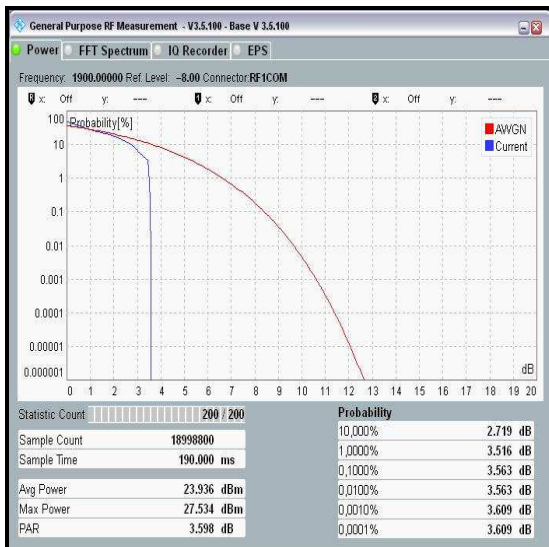 General Purpose RF Measurement - V3.5.100 - Base V 3.5.100
Power FFT Spectrum IQ Recorder EPS
Frequency: 1900.00000 Ref. Level: -8.00 Connector:RF1COM
x: Off y: --- 1 x: Off y: --- 2 x: Off y: ---
Probability[%]
AWGN
Current
100
10
1
0.1
0.01
0.001
0.0001
0.00001
0.000001
dB
0 1 2 3 4 5 6 7 8 9 10 11 12 13 14 15 16 17 18 19 20
Statistic Count 200 / 200
Sample Count 18998800
Sample Time 190.000 ms
Avg Power 23.936 dBm
Max Power 27.534 dBm
PAR 3.598 dB
Probability
10,000% 2.719 dB
1,0000% 3.516 dB
0,1000% 3.563 dB
0,0100% 3.563 dB
0,0010% 3.609 dB
0,0001% 3.609 dB